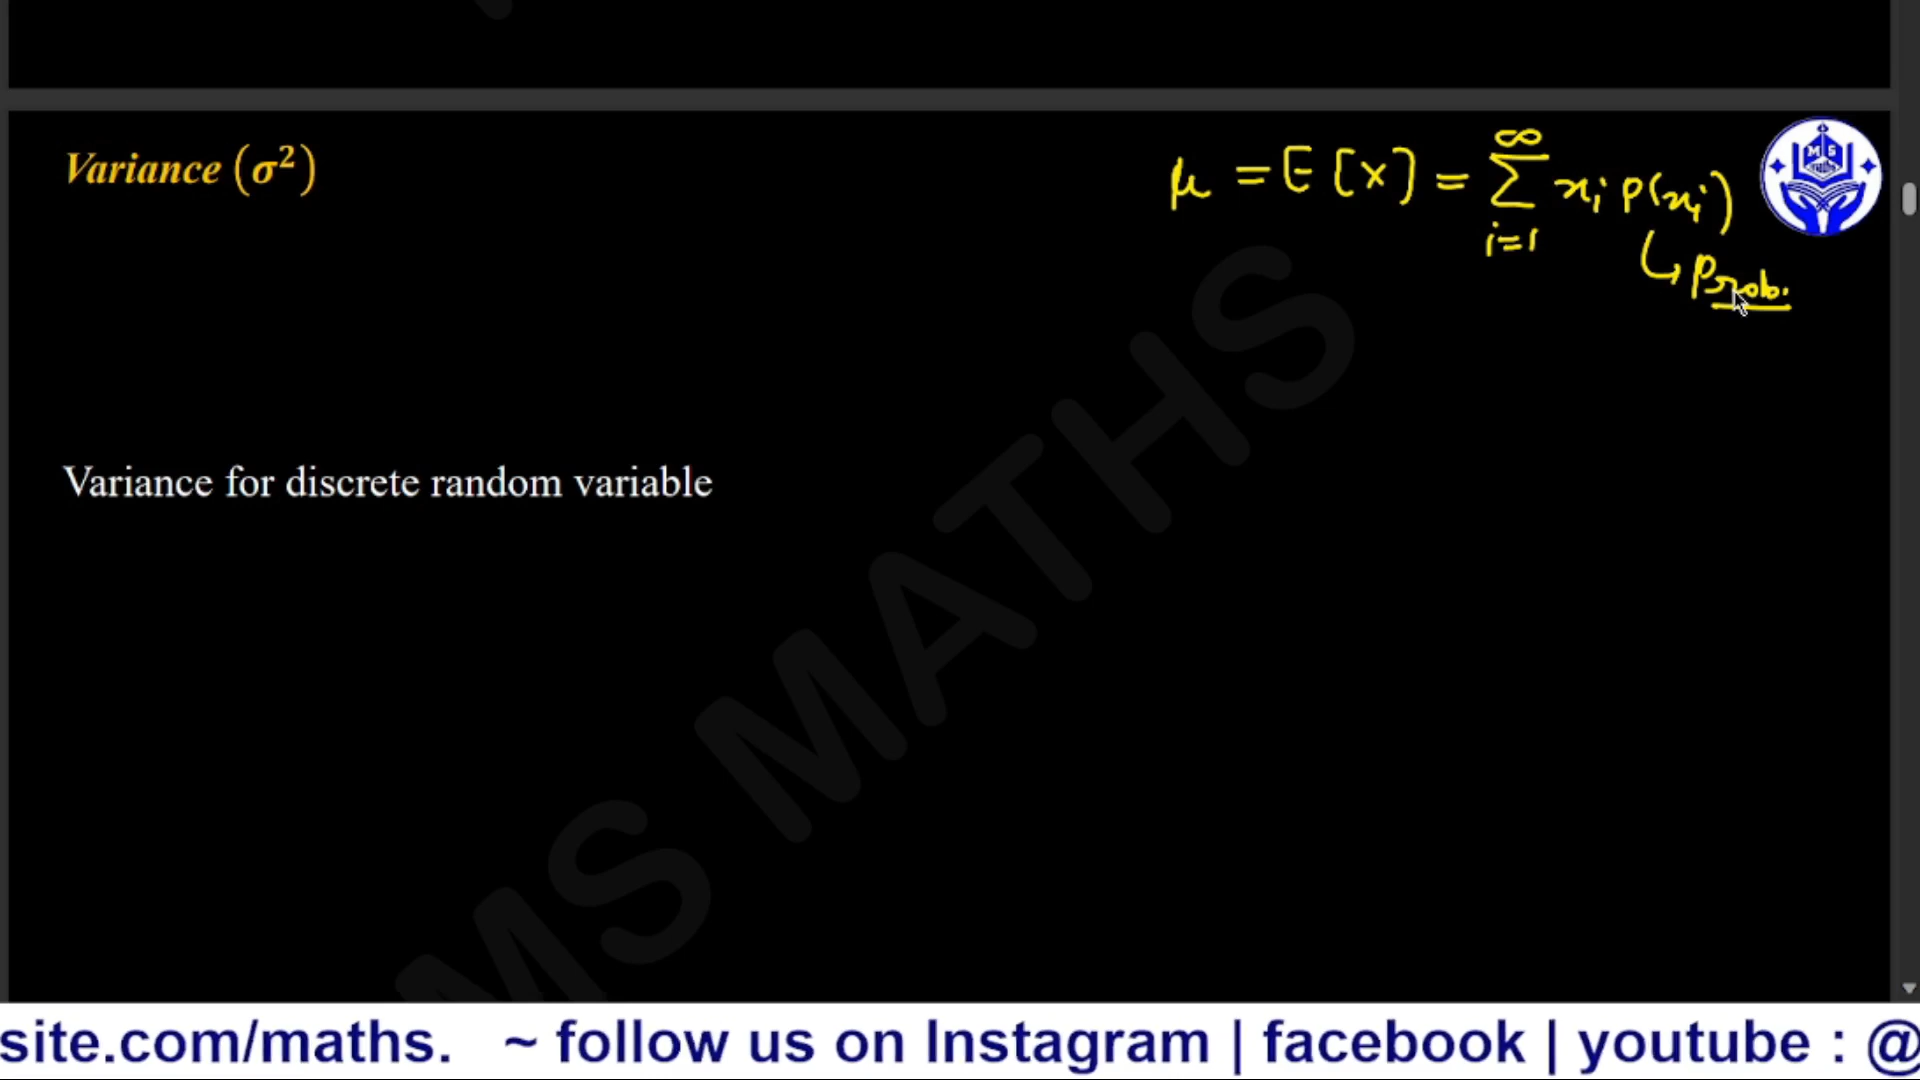 Variance (σ²)
μ = E[x] = ∑_{i=1}^{∞} xᵢ p(xᵢ)
↳ Prob.
MS
Variance for discrete random variable
MS MATHS
site.com/maths. ~ follow us on Instagram | facebook | youtube : @